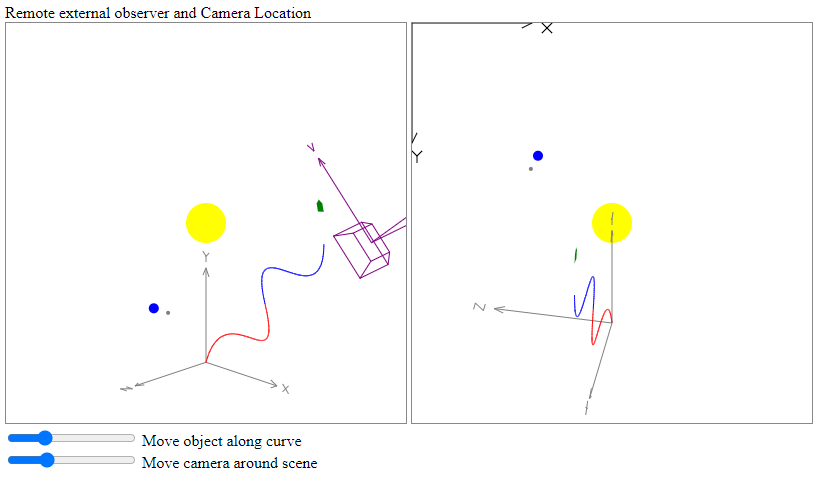 Remote external observer and Camera Location
X
Y
Y
X
Move object along curve
Move camera around scene